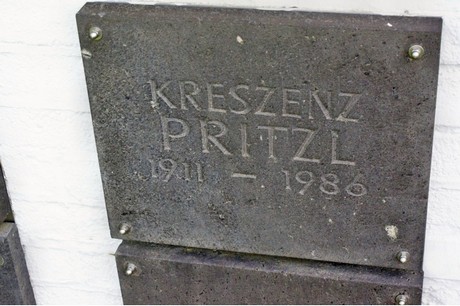 KRESZENZ
PRITZL
1911 – 1986